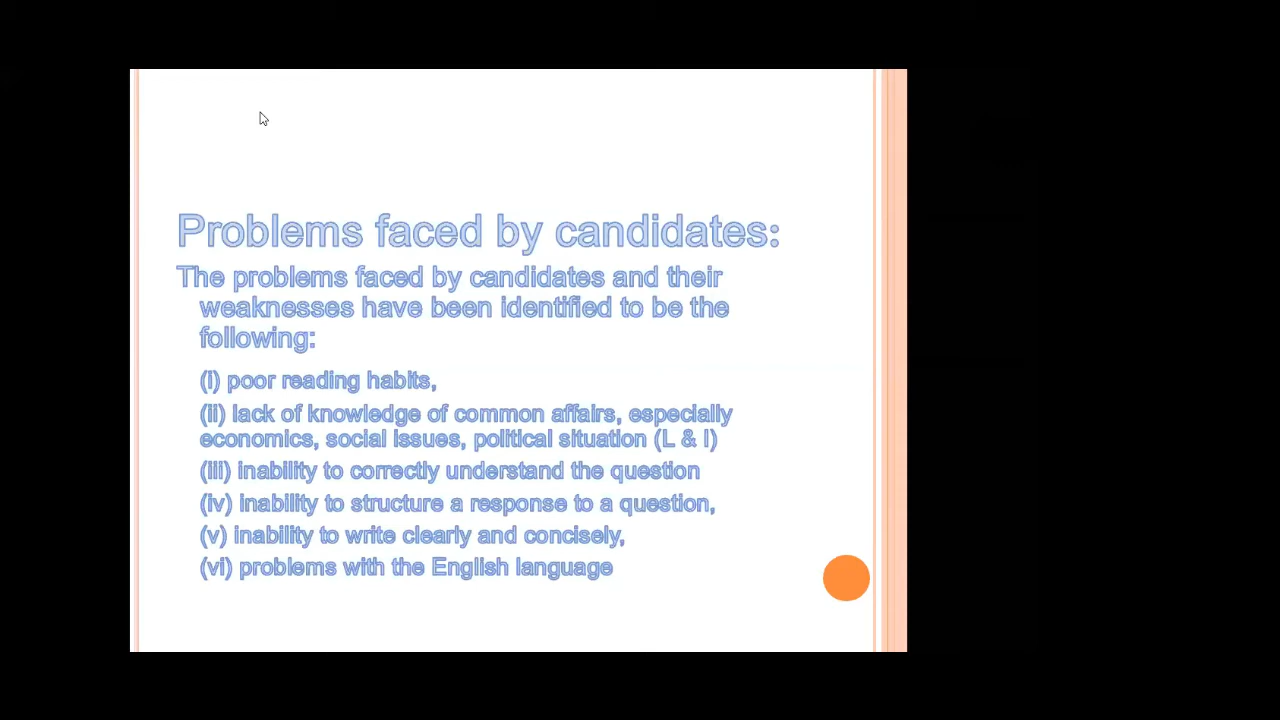 Problems faced by candidates:
The problems faced by candidates and their
weaknesses have been identified to be the
following:
(i) poor reading habits,
(ii) lack of knowledge of common affairs, especially
economics, social issues, political situation (L & I)
(iii) inability to correctly understand the question
(iv) inability to structure a response to a question,
(v) inability to write clearly and concisely,
(vi) problems with the English language